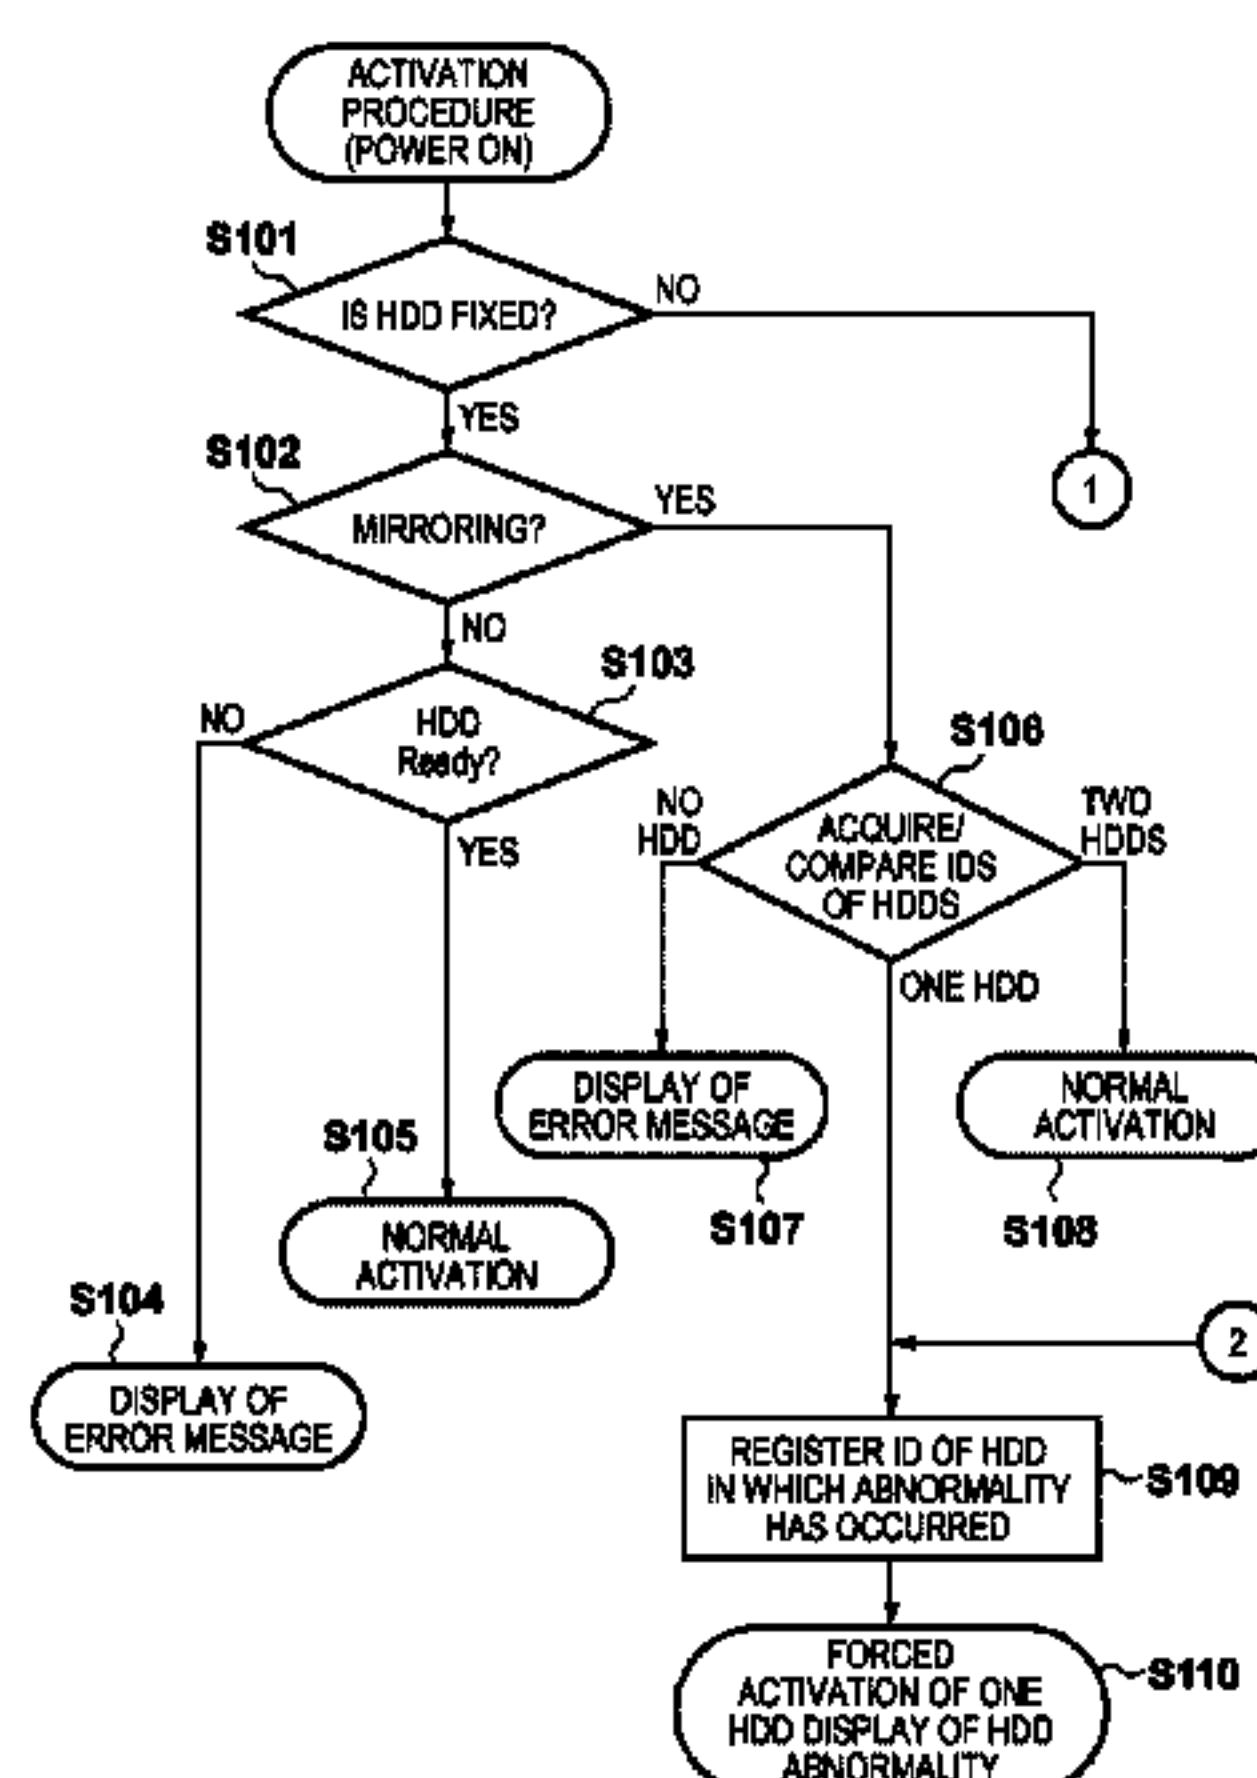 ACTIVATION
PROCEDURE
(POWER ON)
S101
IS HDD FIXED?
NO
YES
1
S102
MIRRORING?
YES
NO
S103
HDD
Ready?
NO
YES
S106
ACQUIRE/
COMPARE IDS
OF HDDS
NO
HDD
TWO
HDDS
ONE HDD
DISPLAY OF
ERROR MESSAGE
S107
NORMAL
ACTIVATION
S108
S105
NORMAL
ACTIVATION
S104
DISPLAY OF
ERROR MESSAGE
2
REGISTER ID OF HDD
IN WHICH ABNORMALITY
HAS OCCURRED
S109
FORCED
ACTIVATION OF ONE
HDD DISPLAY OF HDD
ABNORMALITY
S110